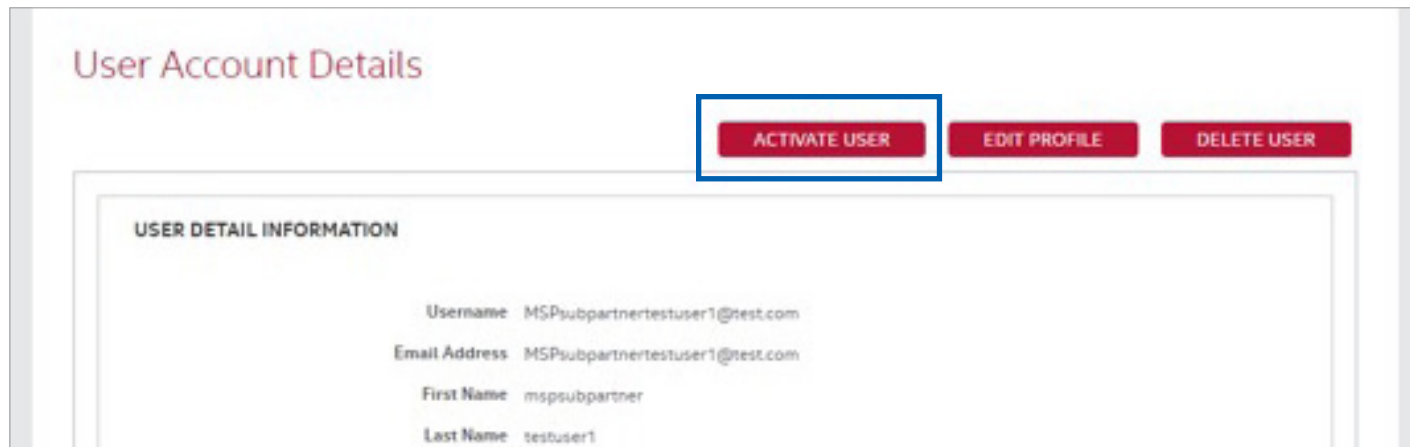 User Account Details
ACTIVATE USER EDIT PROFILE DELETE USER
USER DETAIL INFORMATION
Username MSPsubpartnertestuser1@test.com
Email Address MSPsubpartnertestuser1@test.com
First Name mspsubpartner
Last Name testuser1